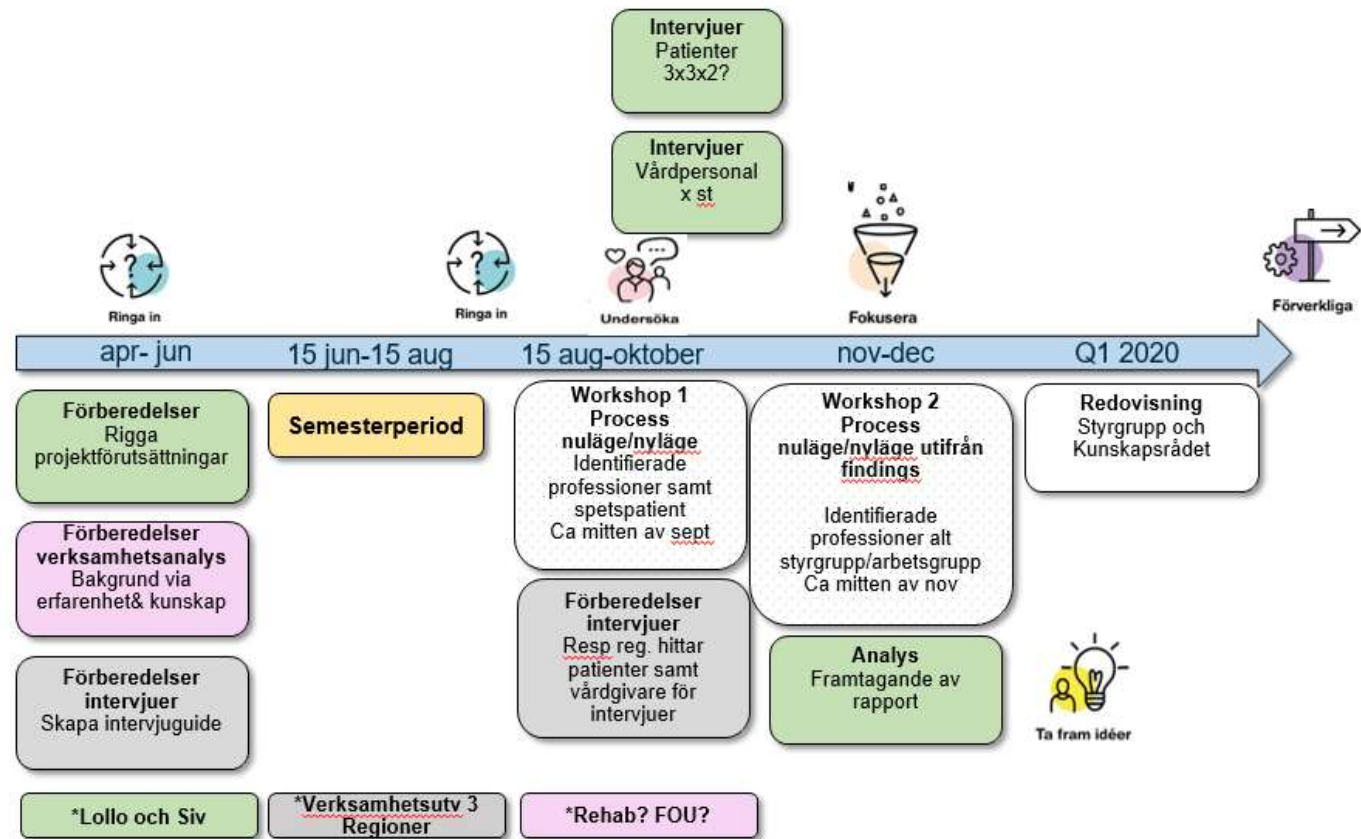 Intervjuer
Patienter
3x3x2?
Intervjuer
Vårdpersonal
x st
?
Ringa in
?
Ringa in
Undersöka
Fokusera
Förverkliga
apr- jun
15 jun-15 aug
15 aug-oktober
nov-dec
Q1 2020
Förberedelser
Rigga
projektförutsättningar
Semesterperiod
Workshop 1
Process
nuläge/nyläge
Identifierade
professioner samt
spetspatient
Ca mitten av sept
Workshop 2
Process
nuläge/nyläge utifrån
findings
Identifierade
professioner alt
styrgrupp/arbetsgrupp
Ca mitten av nov
Redovisning
Styrgrupp och
Kunskapsrådet
Förberedelser
verksamhetsanalys
Bakgrund via
erfarenhet& kunskap
Förberedelser
intervjuer
Skapa intervjuguide
Förberedelser
intervjuer
Resp reg. hittar
patienter samt
vårdgivare för
intervjuer
Analys
Framtagande av
rapport
Ta fram idéer
*Lollo och Siv
*Verksamhetsutv 3
Regioner
*Rehab? FOU?